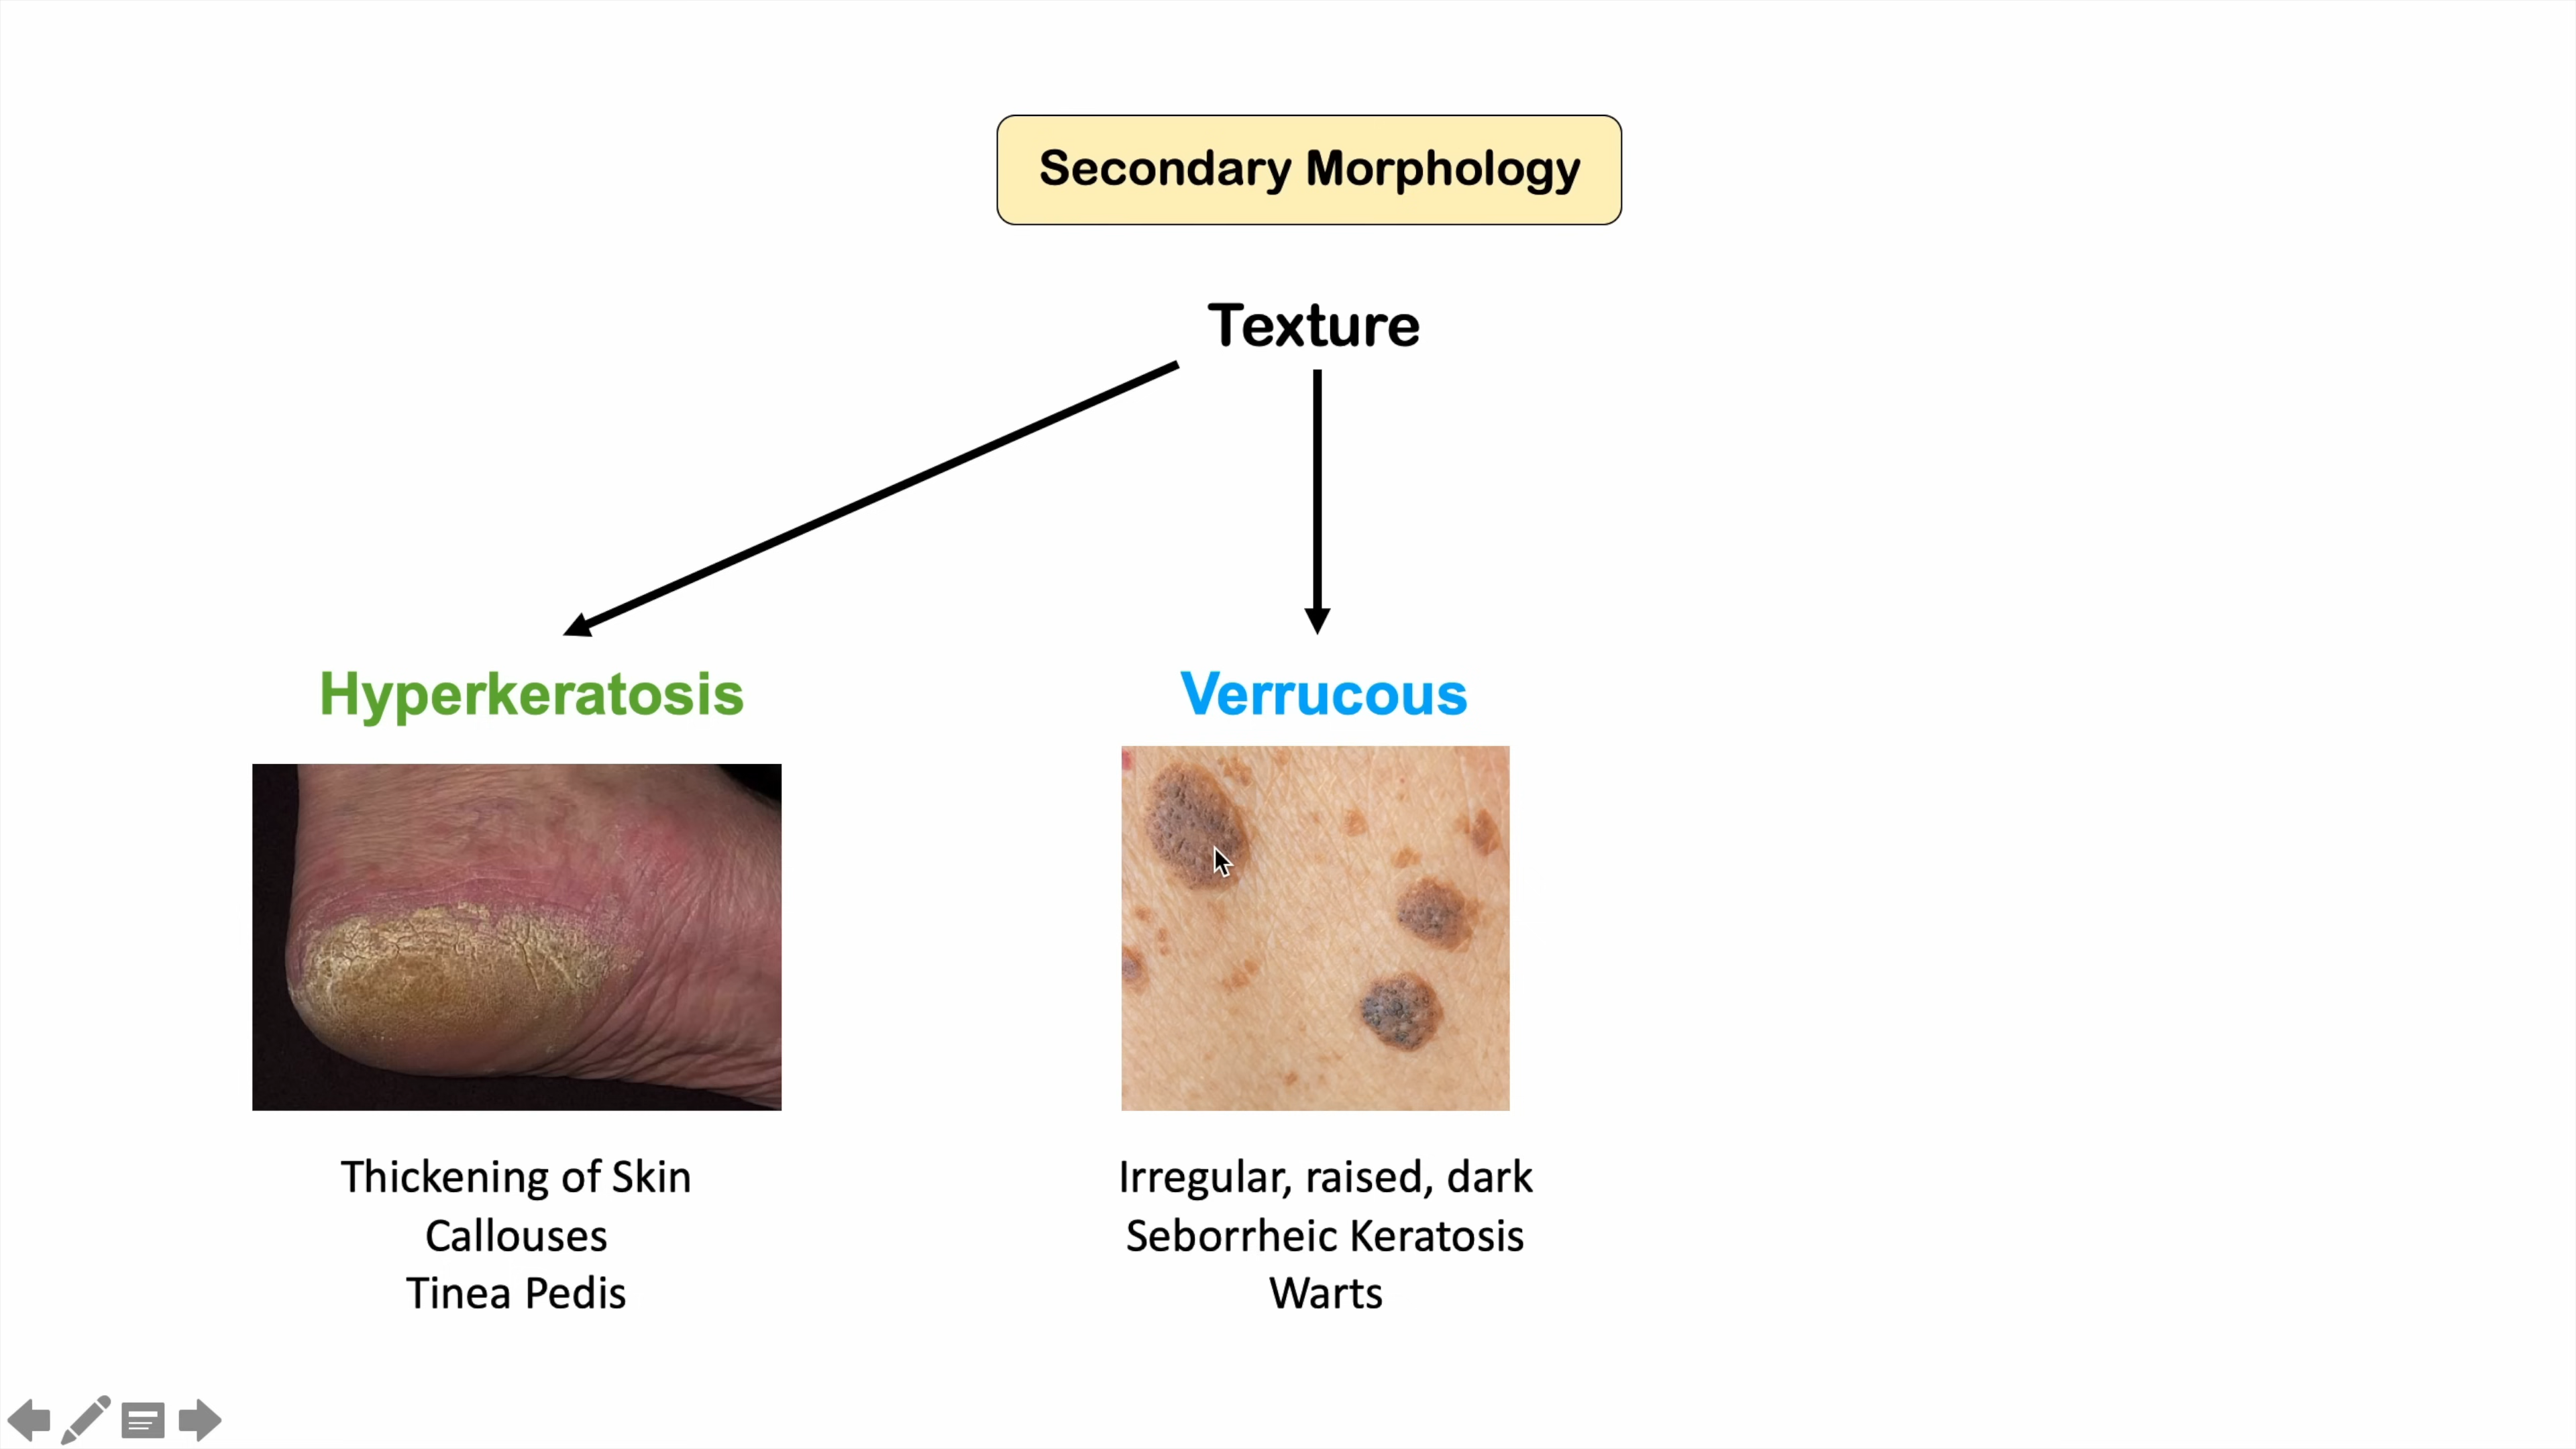 Secondary Morphology
Texture
Hyperkeratosis
Thickening of Skin
Callouses
Tinea Pedis
Verrucous
Irregular, raised, dark
Seborrheic Keratosis
Warts